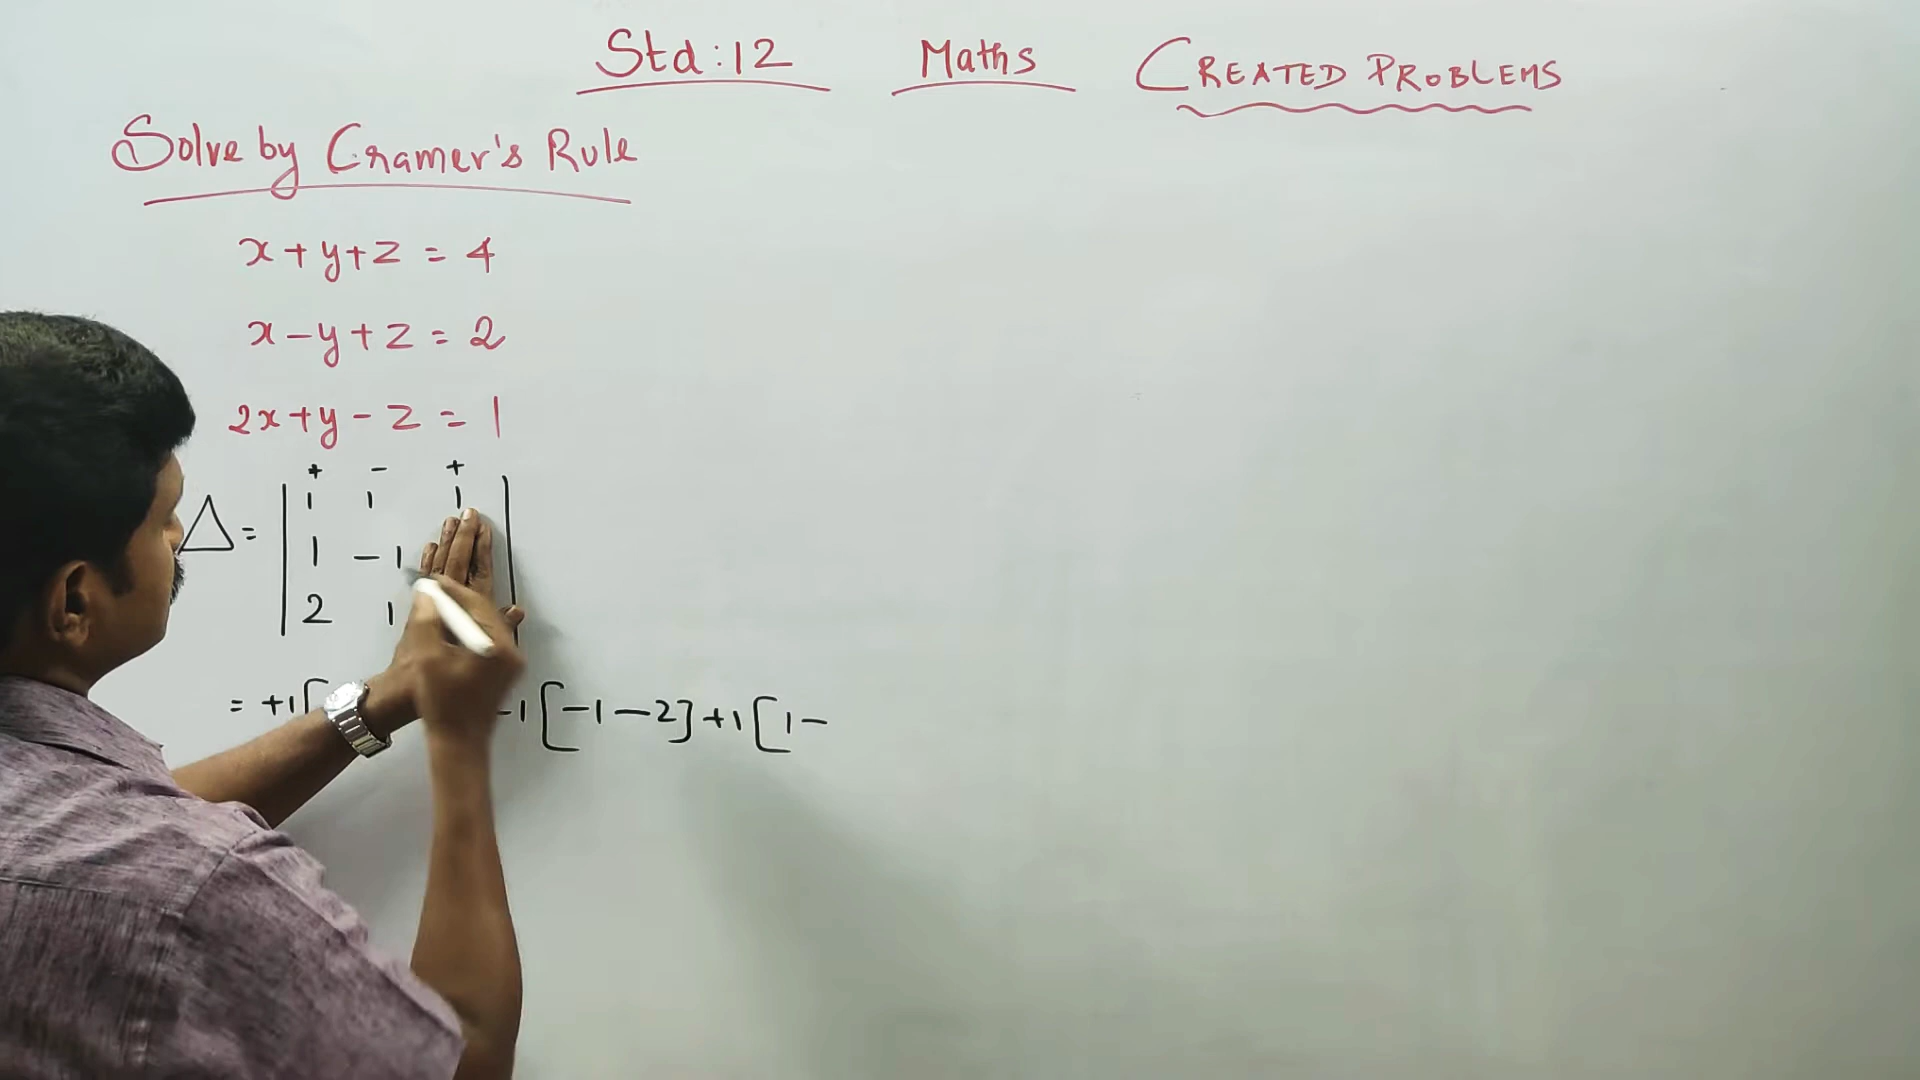 Std : 12 Maths CREATED PROBLEMS
Solve by Cramer's Rule
x + y + z = 4
x - y + z = 2
2x + y - z = 1
+ - +
1 1 1
Δ = 1 -1
2 1
= +1[ -1[-1-2]+1[1-